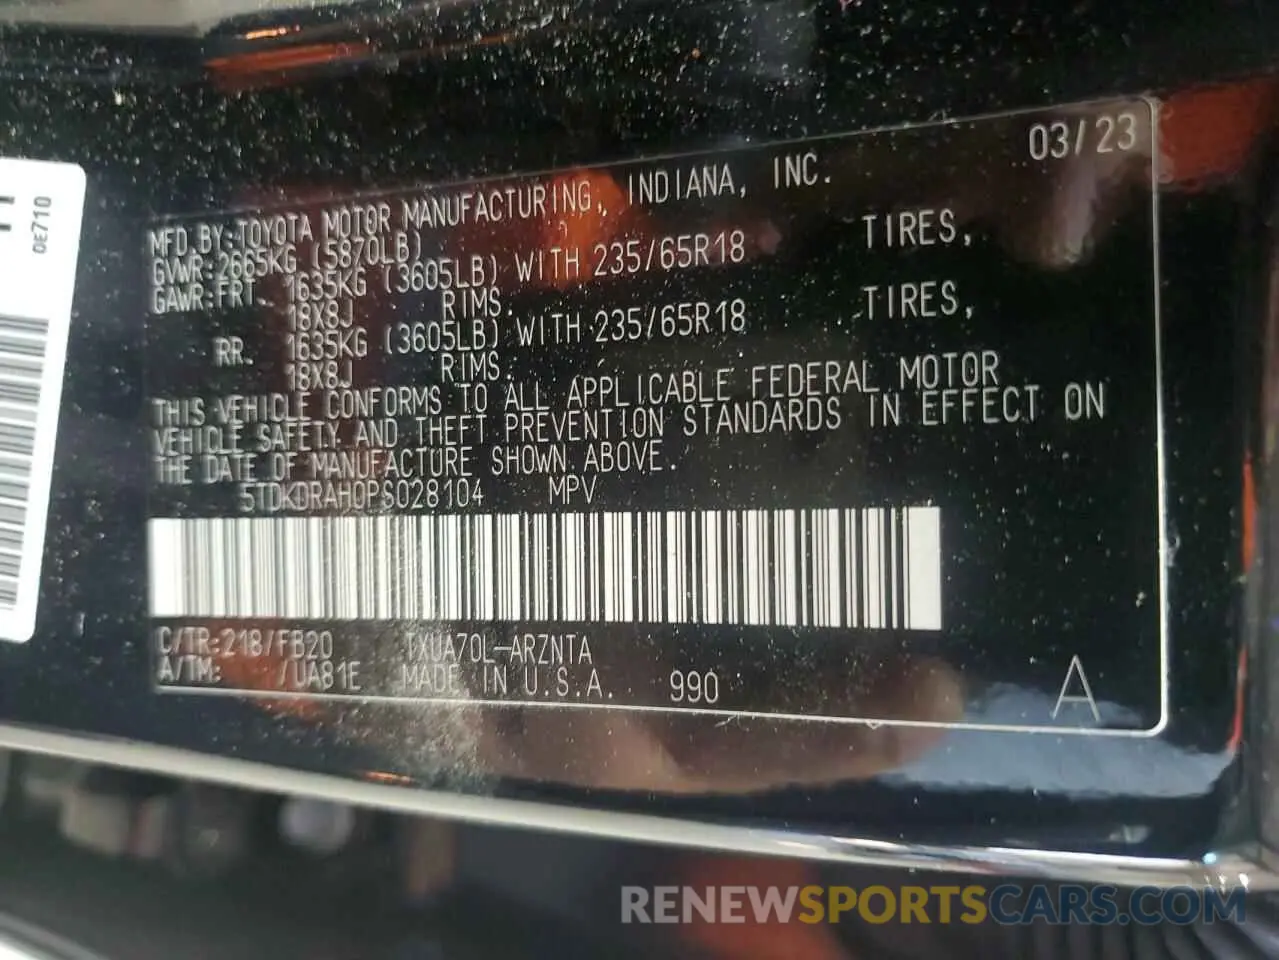 03/23
MFD.BY:TOYOTA MOTOR MANUFACTURING, INDIANA, INC.
GVWR:2665KG (5870LB)
GAWR:FRT. 1635KG (3605LB) WITH 235/65R18 TIRES,
18X8J RIMS.
RR. 1635KG (3605LB) WITH 235/65R18 TIRES,
18X8J RIMS.
THIS VEHICLE CONFORMS TO ALL APPLICABLE FEDERAL MOTOR
VEHICLE SAFETY AND THEFT PREVENTION STANDARDS IN EFFECT ON
THE DATE OF MANUFACTURE SHOWN ABOVE.
5TDKDRAH0PS028104 MPV
C/TR:218/FB20 TXUA70L-ARZNTA
A/TM: /UA81E MADE IN U.S.A. 990
A
0E710
RENEWSPORTSCARS.COM